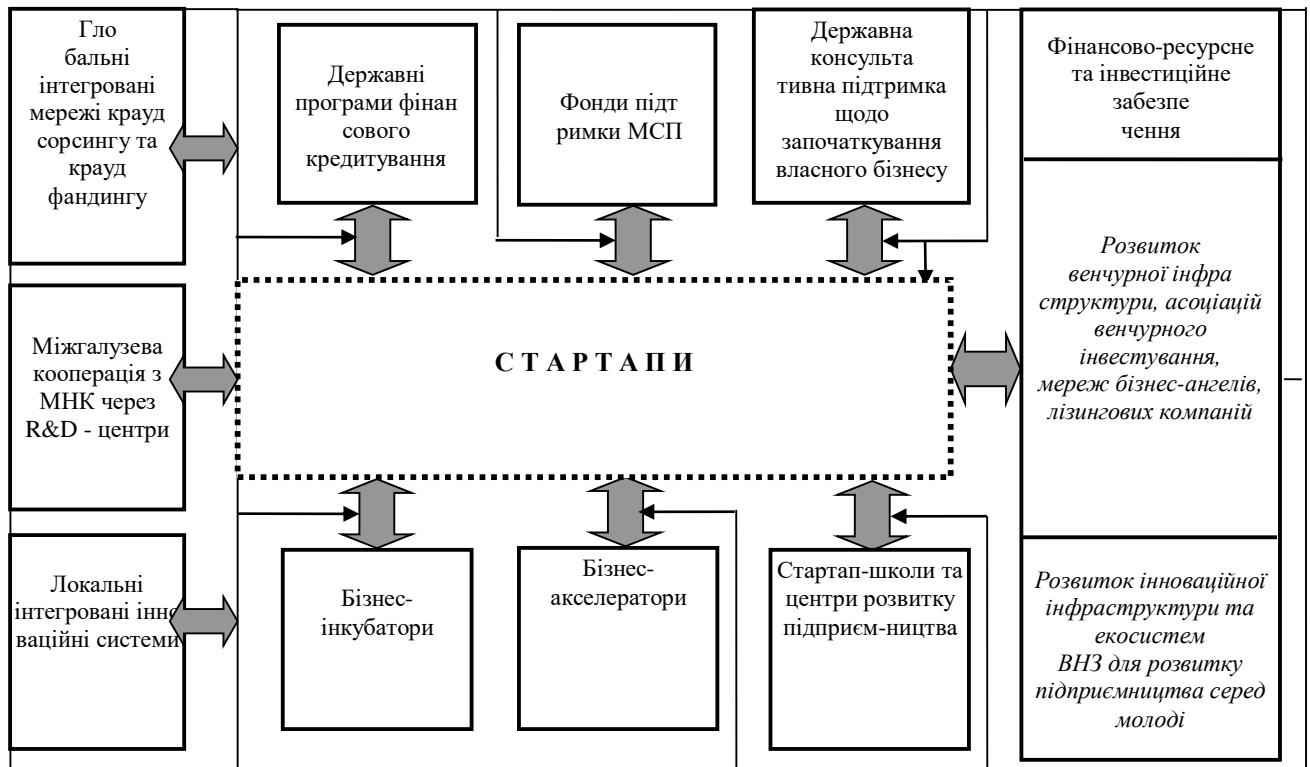 Гло
бальні
інтегровані
мережі крауд
сорсингу та
крауд
фандингу
Державні
програми фінан
сового
кредитування
Фонди підт
римки МСП
Державна
консульта
тивна підтримка
щодо
започаткування
власного бізнесу
Фінансово-ресурсне
та інвестиційне
забезпе
чення
Міжгалузева
кооперація з
МНК через
R&D - центри
С Т А Р Т А П И
Розвиток
венчурної інфра
структури, асоціацій
венчурного
інвестування,
мереж бізнес-ангелів,
лізингових компаній
Локальні
інтегровані інно
ваційні системи
Бізнес-
інкубатори
Бізнес-
акселератори
Стартап-школи та
центри розвитку
підприєм-ництва
Розвиток інноваційної
інфраструктури та
екосистем
ВНЗ для розвитку
підприємництва серед
молоді